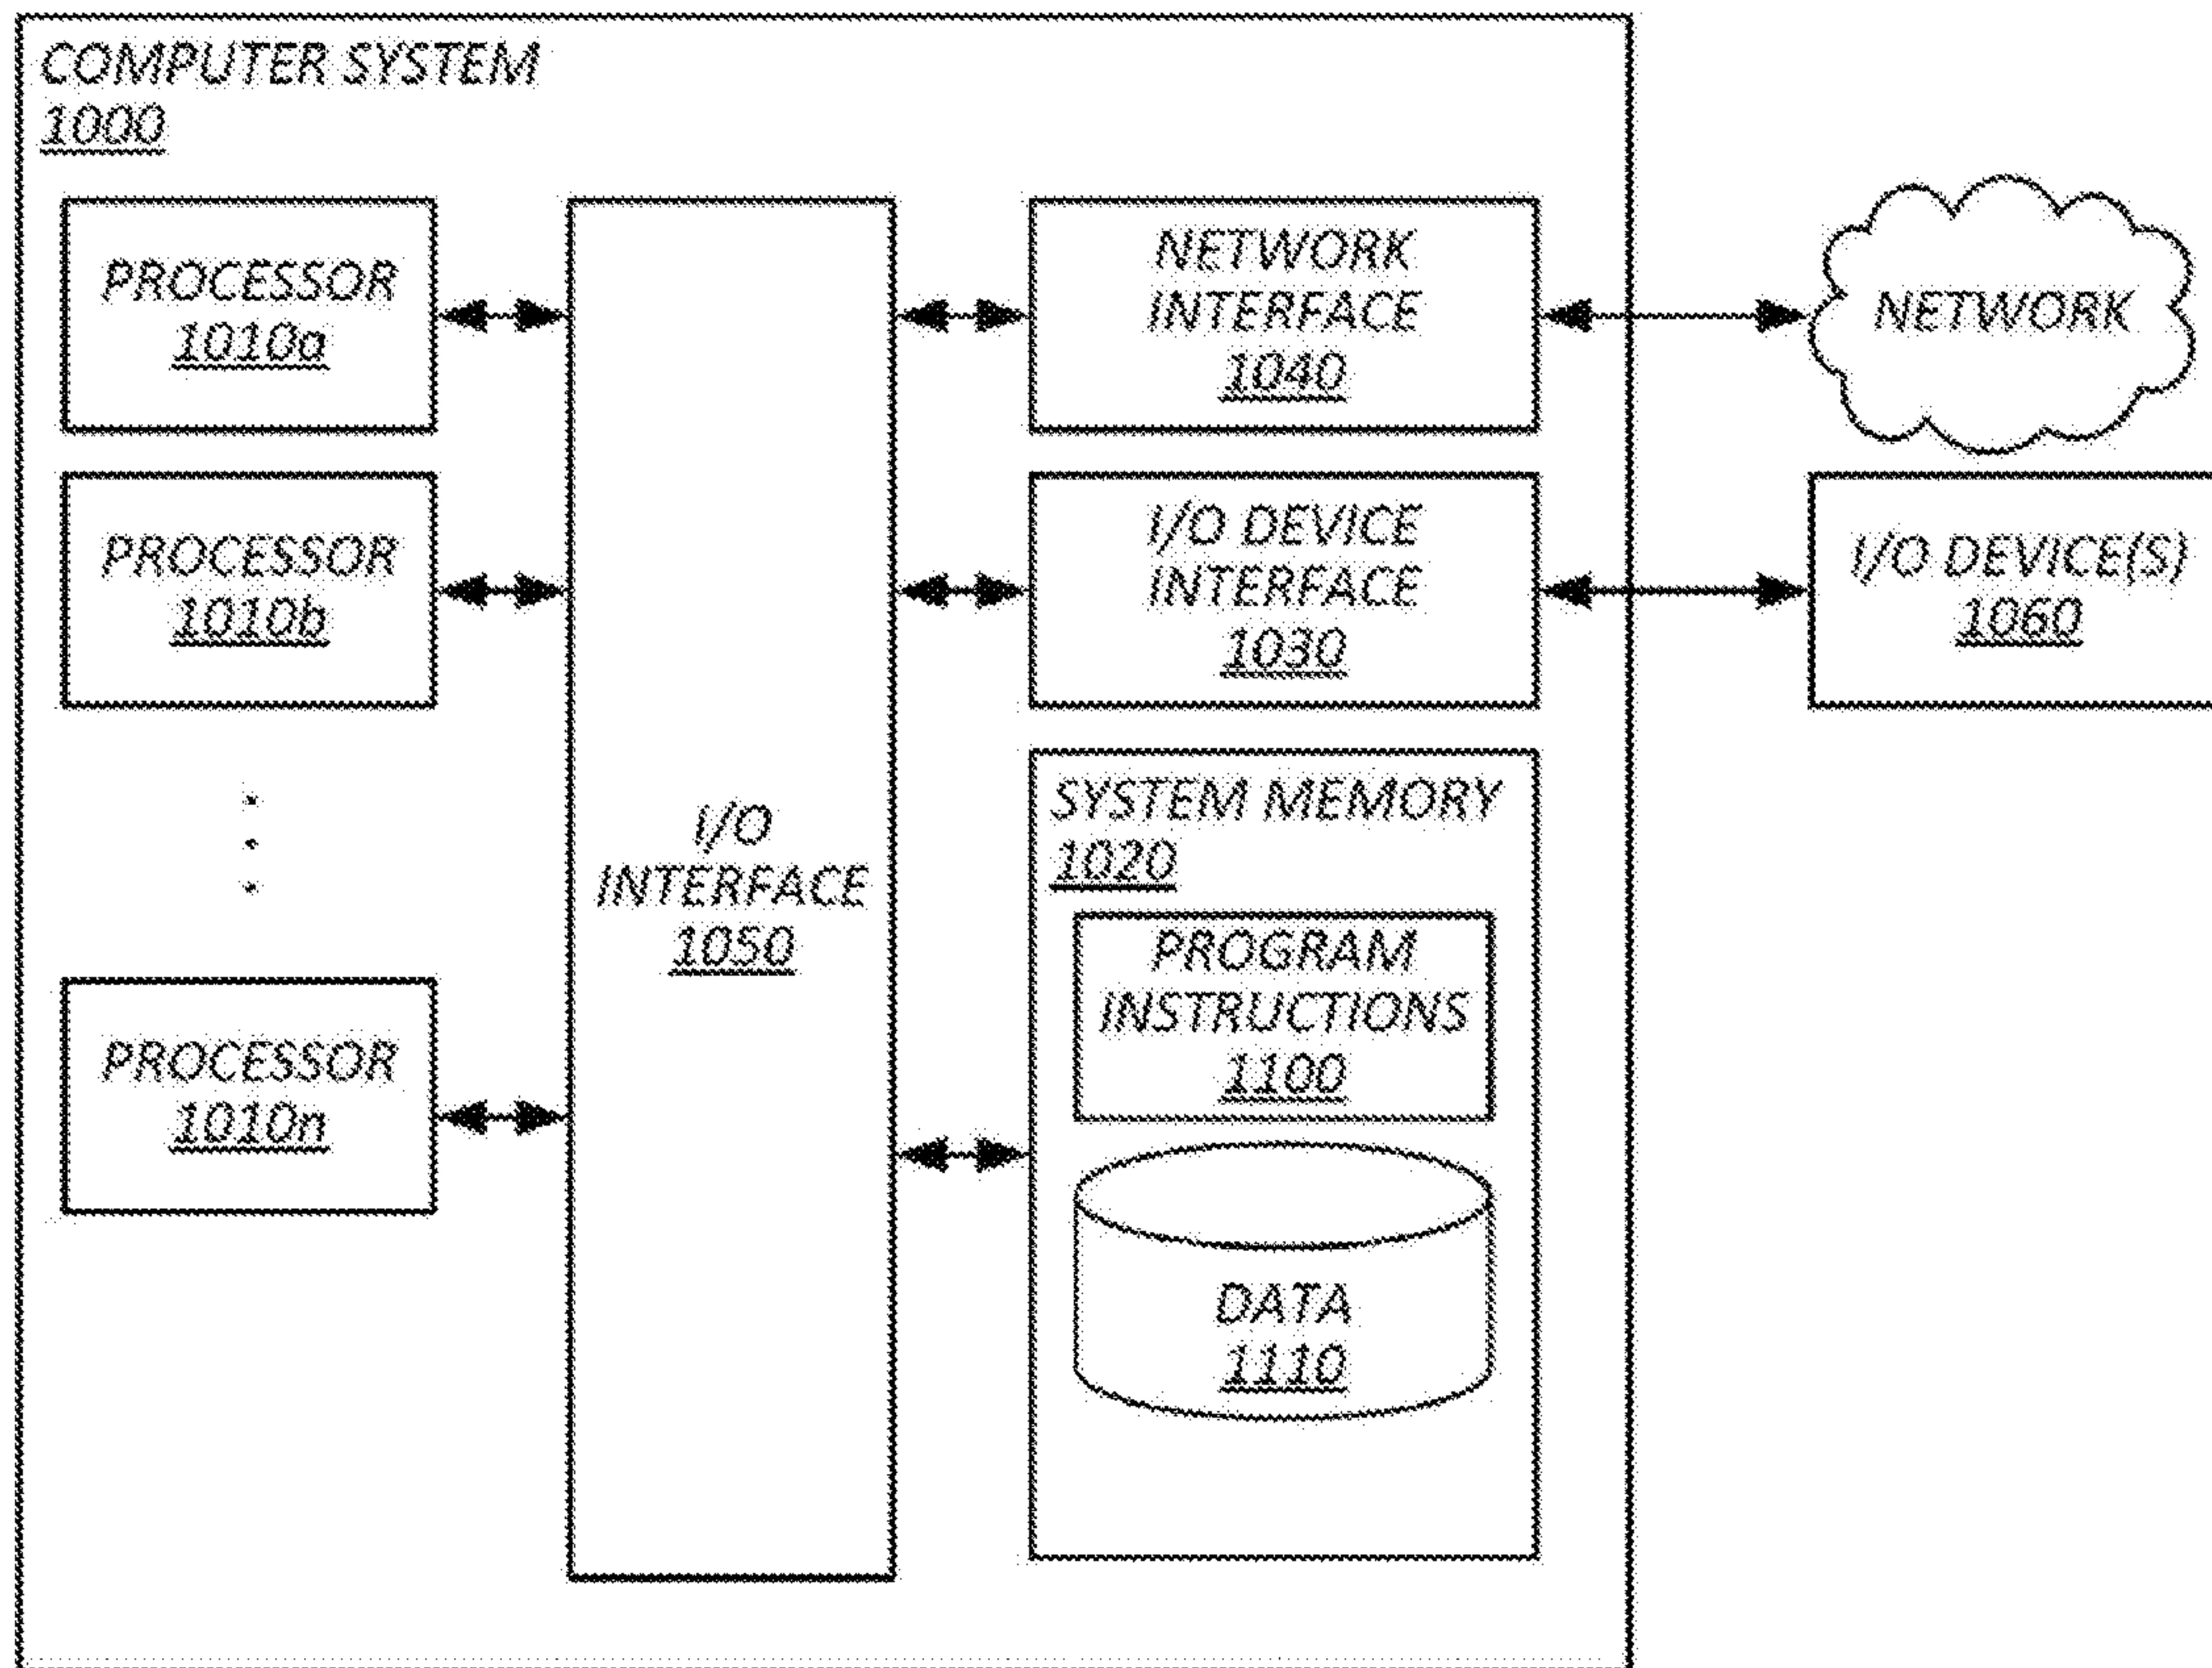 COMPUTER SYSTEM
1000
PROCESSOR
1010a
PROCESSOR
1010b
PROCESSOR
1010n
I/O
INTERFACE
1050
NETWORK
INTERFACE
1040
I/O DEVICE
INTERFACE
1030
SYSTEM MEMORY
1020
PROGRAM
INSTRUCTIONS
1100
DATA
1110
NETWORK
I/O DEVICE(S)
1060